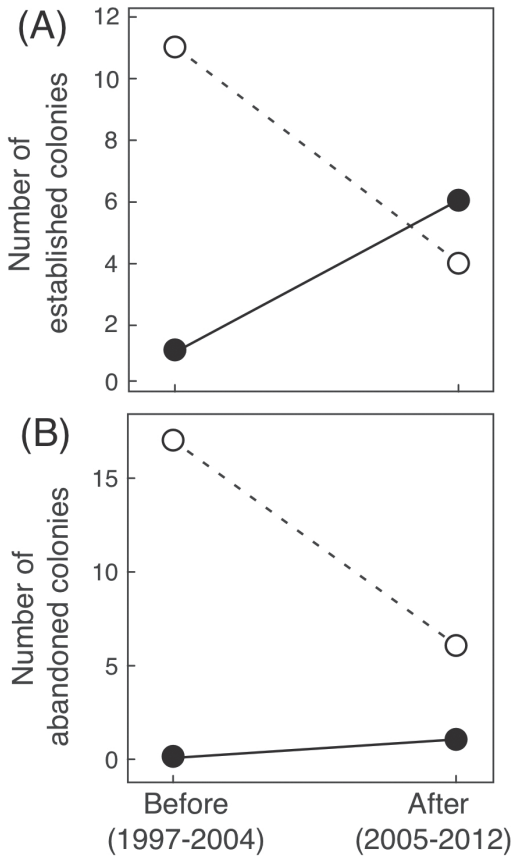 (A)
Number of
established colonies
12
10
8
6
4
2
0
(B)
Number of
abandoned colonies
15
10
5
0
Before
(1997-2004)
After
(2005-2012)